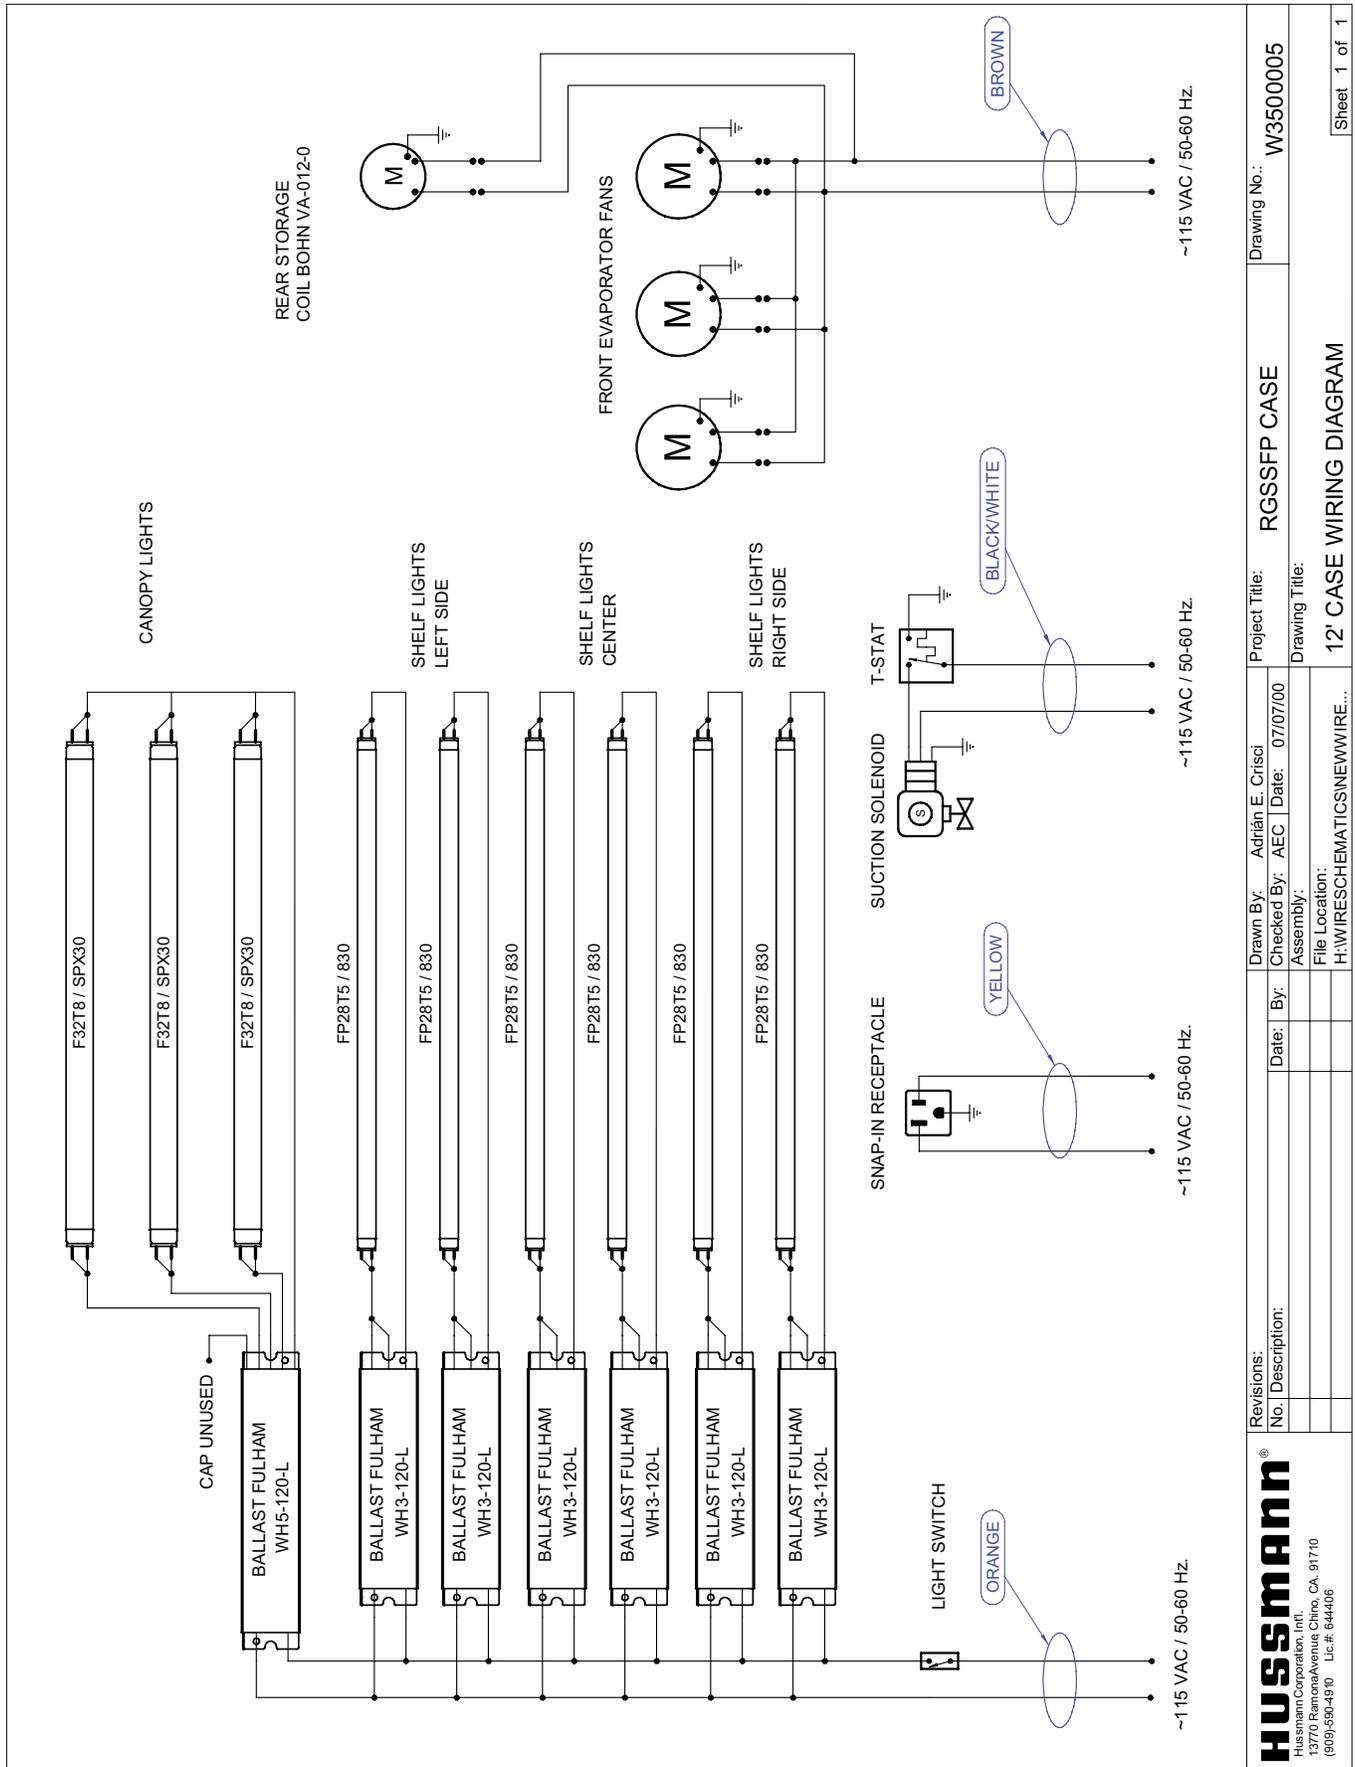 CANOPY LIGHTS
F32T8 / SPX30
F32T8 / SPX30
F32T8 / SPX30
CAP UNUSED
BALLAST FULHAM
WH5-120-L
REAR STORAGE
COIL BOHN VA-012-0
M
SHELF LIGHTS
LEFT SIDE
FP28T5 / 830
BALLAST FULHAM
WH3-120-L
FP28T5 / 830
BALLAST FULHAM
WH3-120-L
SHELF LIGHTS
CENTER
FP28T5 / 830
BALLAST FULHAM
WH3-120-L
FP28T5 / 830
BALLAST FULHAM
WH3-120-L
SHELF LIGHTS
RIGHT SIDE
FP28T5 / 830
BALLAST FULHAM
WH3-120-L
FP28T5 / 830
BALLAST FULHAM
WH3-120-L
FRONT EVAPORATOR FANS
M
M
M
LIGHT SWITCH
ORANGE
~115 VAC / 50-60 Hz.
SNAP-IN RECEPTACLE
YELLOW
~115 VAC / 50-60 Hz.
SUCTION SOLENOID
S
T-STAT
BLACK/WHITE
~115 VAC / 50-60 Hz.
BROWN
~115 VAC / 50-60 Hz.
HUSSMANN®
Hussmann Corporation, Int'l.
13770 Ramona Avenue, Chino, CA. 91710
(909)-590-4910 Lic.#: 644406
Revisions:
No. Description: Date: By:
Drawn By: Adrián E. Crisci
Checked By: AEC Date: 07/07/00
Assembly:
File Location:
H:\WIRESCHEMATICS\NEWWIRE...
Project Title:
RGSSFP CASE
Drawing Title:
12' CASE WIRING DIAGRAM
Drawing No.:
W3500005
Sheet 1 of 1